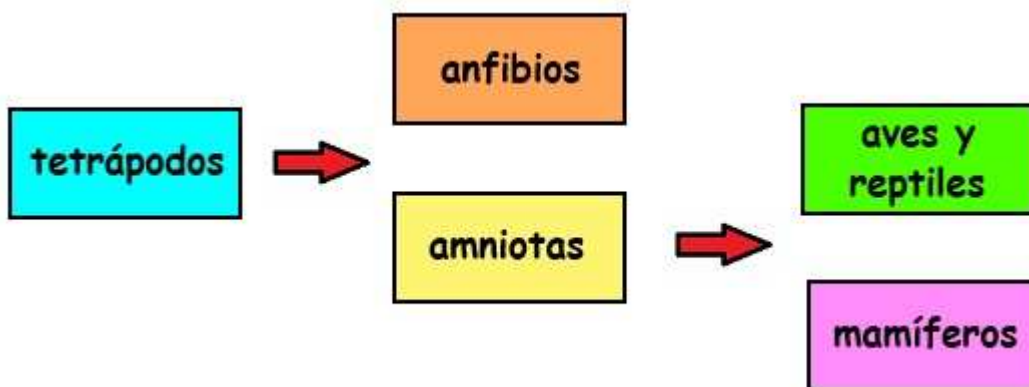 tetrápodos
anfibios
amniotas
aves y
reptiles
mamíferos